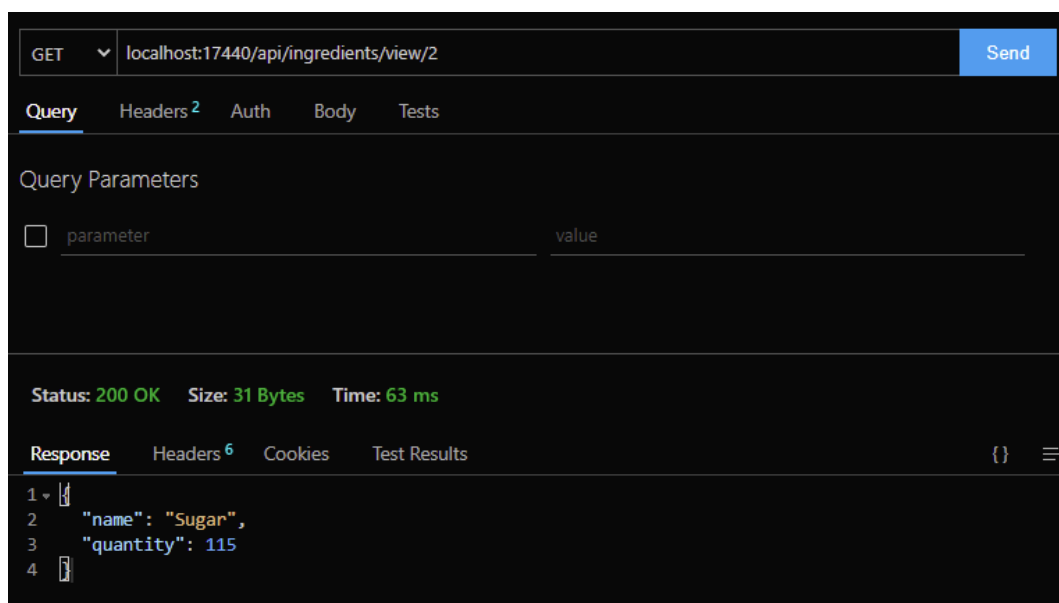 GET localhost:17440/api/ingredients/view/2 Send
Query Headers 2 Auth Body Tests
Query Parameters
parameter value
Status: 200 OK Size: 31 Bytes Time: 63 ms
Response Headers 6 Cookies Test Results {}
1 {
2 "name": "Sugar",
3 "quantity": 115
4 }